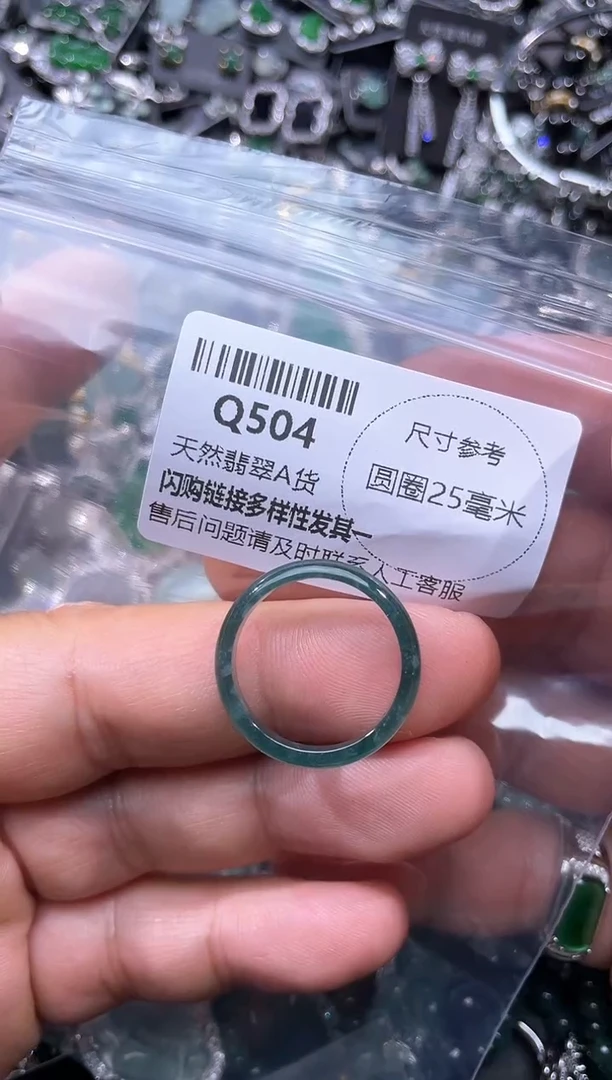 Q504
天然翡翠A货
闪购链接多样性发其一
售后问题请及时联系人工客服
尺寸参考
圆圈25毫米